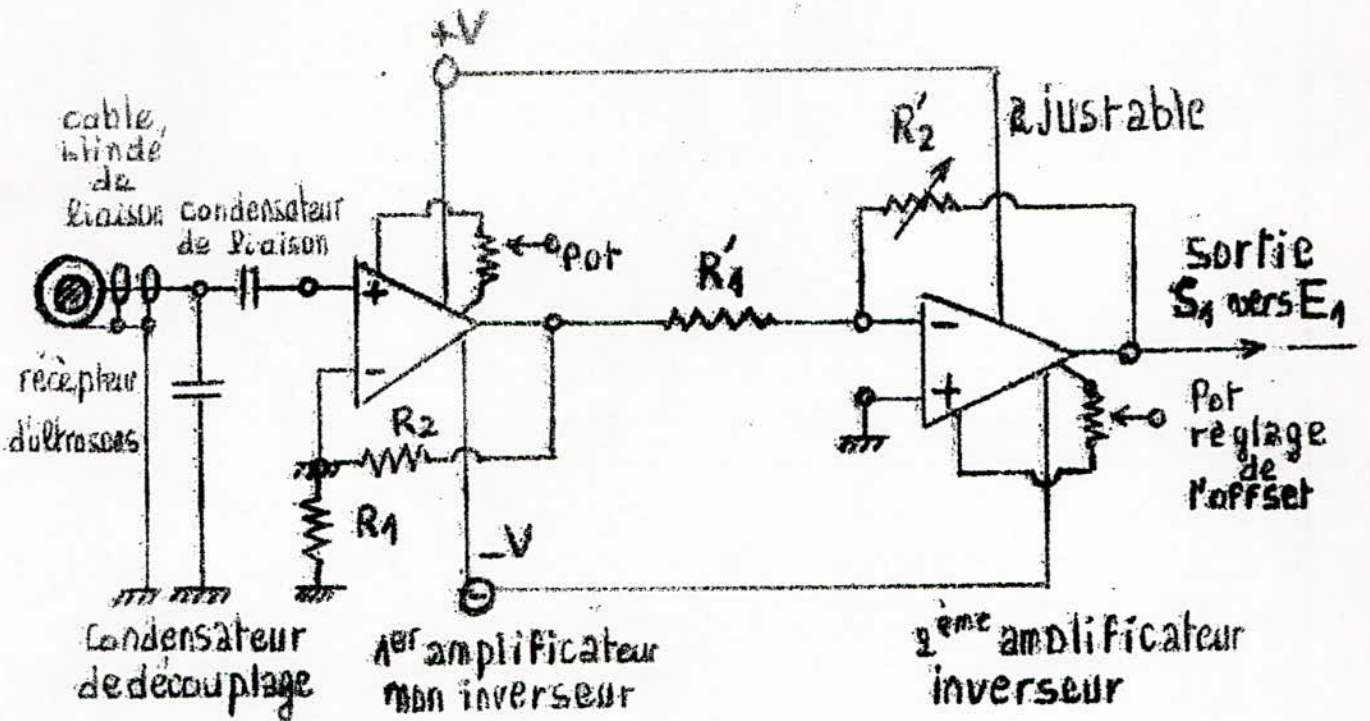 +V
cable
blindé
de
liaison
condensateur
de liaison
Pot
+
-
R2
R1
-V
-
R'1
R'2
ajustable
-
+
Sortie
S1 vers E1
Pot
règlage
de
l'offset
récepteur
d'ultrasons
Condensateur
de découplage
1er amplificateur
non inverseur
2ème amplificateur
inverseur